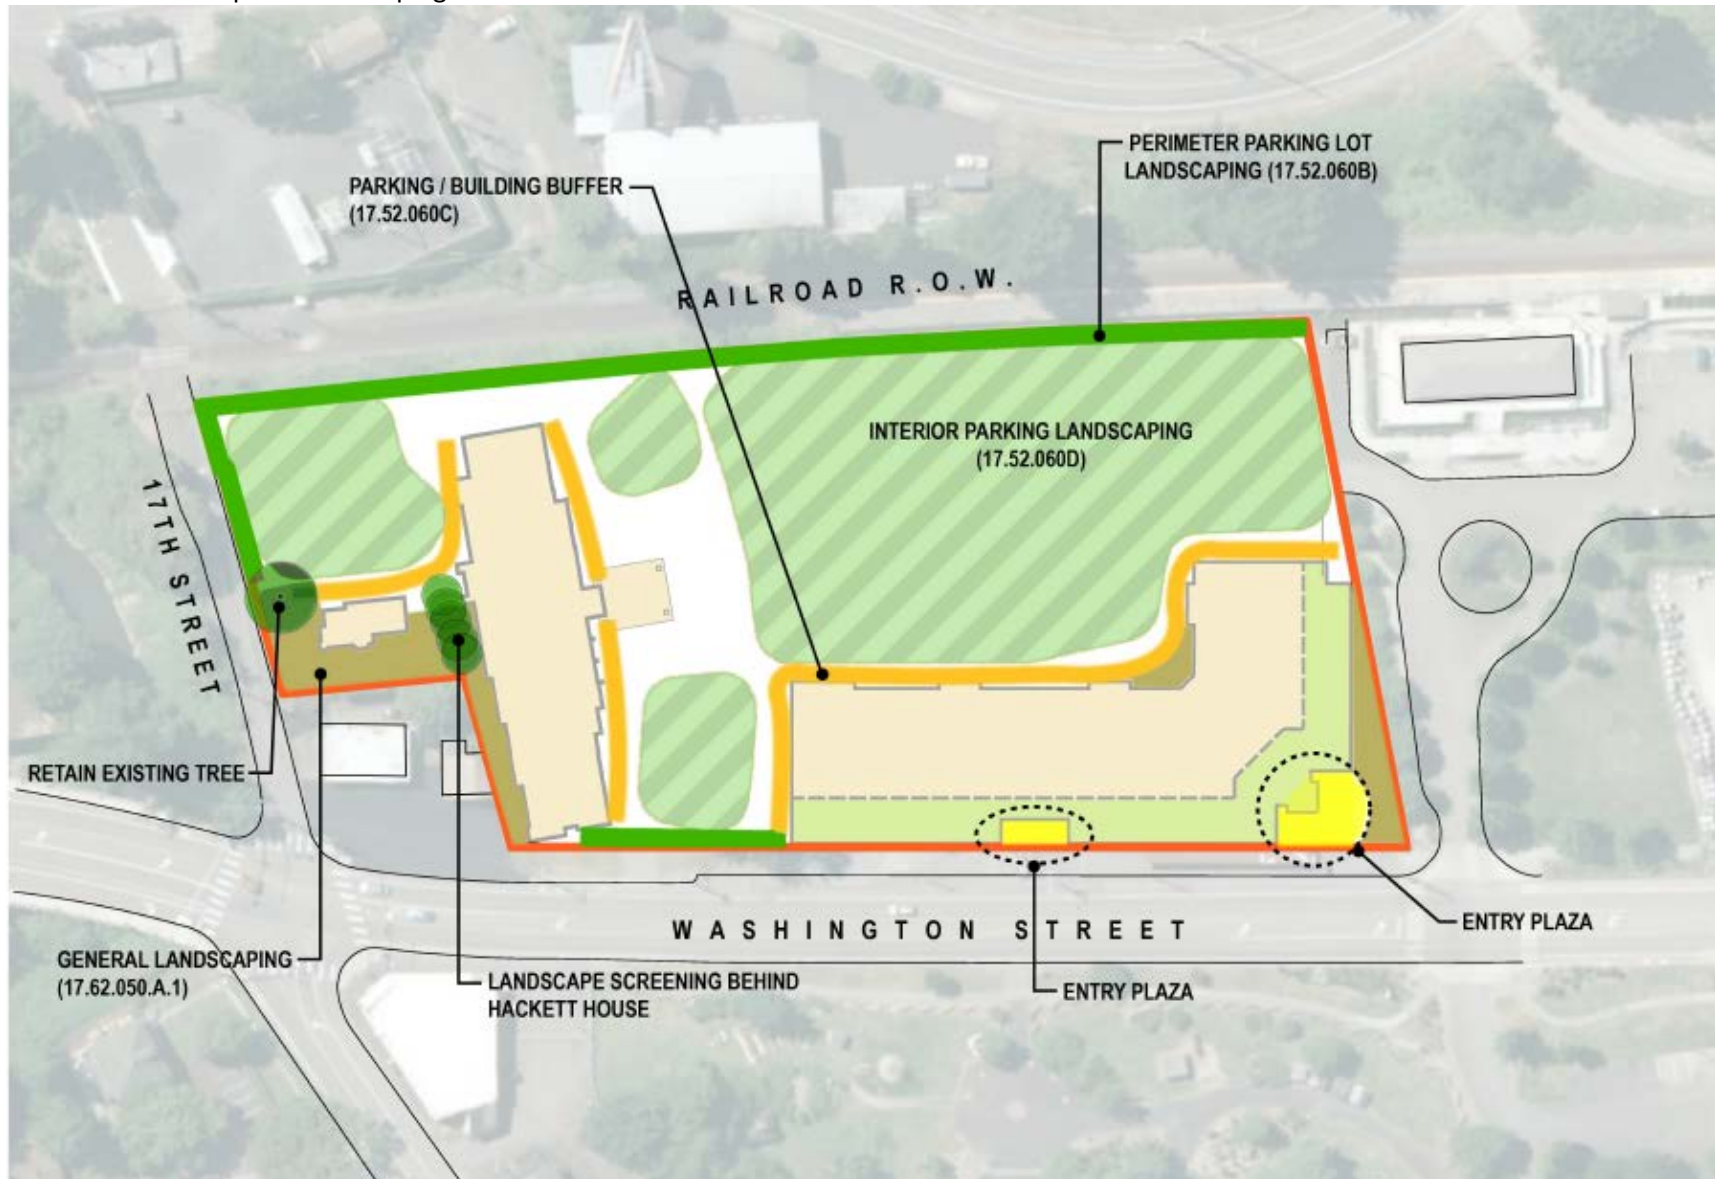 PERIMETER PARKING LOT
LANDSCAPING (17.52.060B)
PARKING / BUILDING BUFFER
(17.52.060C)
RAILROAD R.O.W.
INTERIOR PARKING LANDSCAPING
(17.52.060D)
17TH STREET
RETAIN EXISTING TREE
WASHINGTON STREET
ENTRY PLAZA
GENERAL LANDSCAPING
(17.62.050.A.1)
LANDSCAPE SCREENING BEHIND
HACKETT HOUSE
ENTRY PLAZA